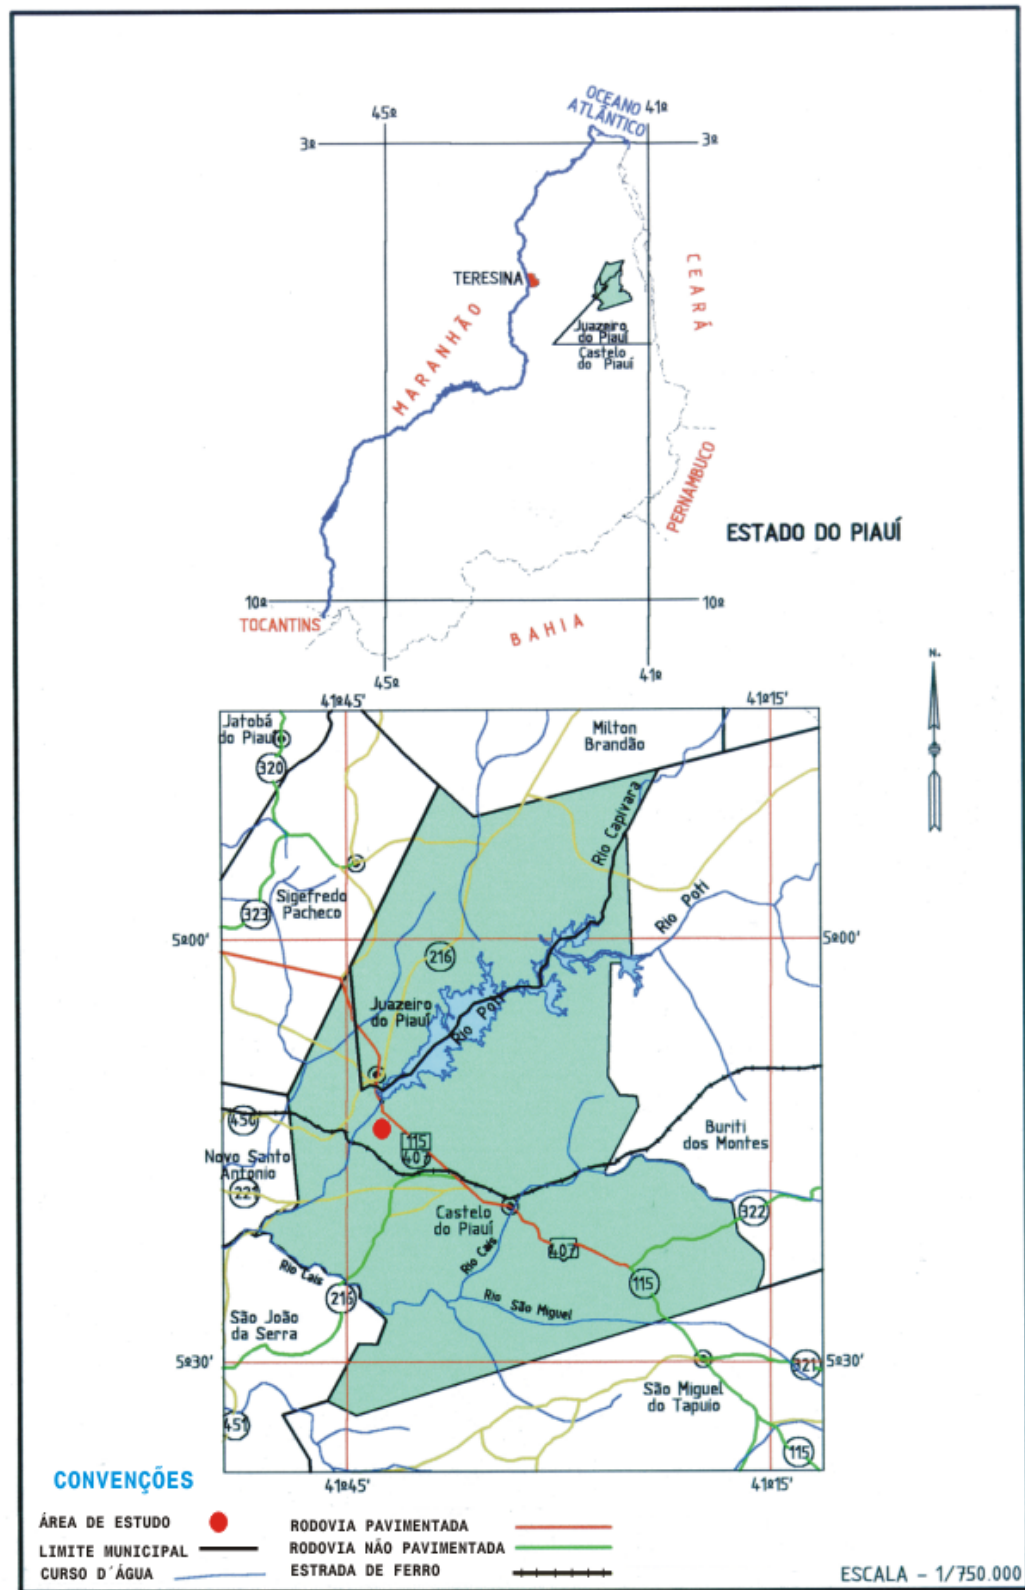 OCEANO
ATLÂNTICO
45º
41º
3º
3º
TERESINA
CEARÁ
MARANHÃO
Juazeiro
do Piauí
Castelo
do Piauí
PERNAMBUCO
ESTADO DO PIAUÍ
10º
10º
TOCANTINS
BAHIA
45º
41º
N.
41º45'
41º15'
Jatobá
do Piauí
Milton
Brandão
320
Rio Capivara
Sigefredo
Pacheco
323
Rio Poti
5º00'
5º00'
216
Juazeiro
do Piauí
Rio Poti
450
115
407
Buriti
dos Montes
Novo Santo
Antonio
221
Castelo
do Piauí
322
Rio Cais
407
Rio Cais
115
216
Rio São Miguel
São João
da Serra
5º30'
5º30'
321
São Miguel
do Tapuio
451
115
41º45'
41º15'
CONVENÇÕES
ÁREA DE ESTUDO
RODOVIA PAVIMENTADA
LIMITE MUNICIPAL
RODOVIA NÃO PAVIMENTADA
CURSO D´ÁGUA
ESTRADA DE FERRO
ESCALA - 1/750.000